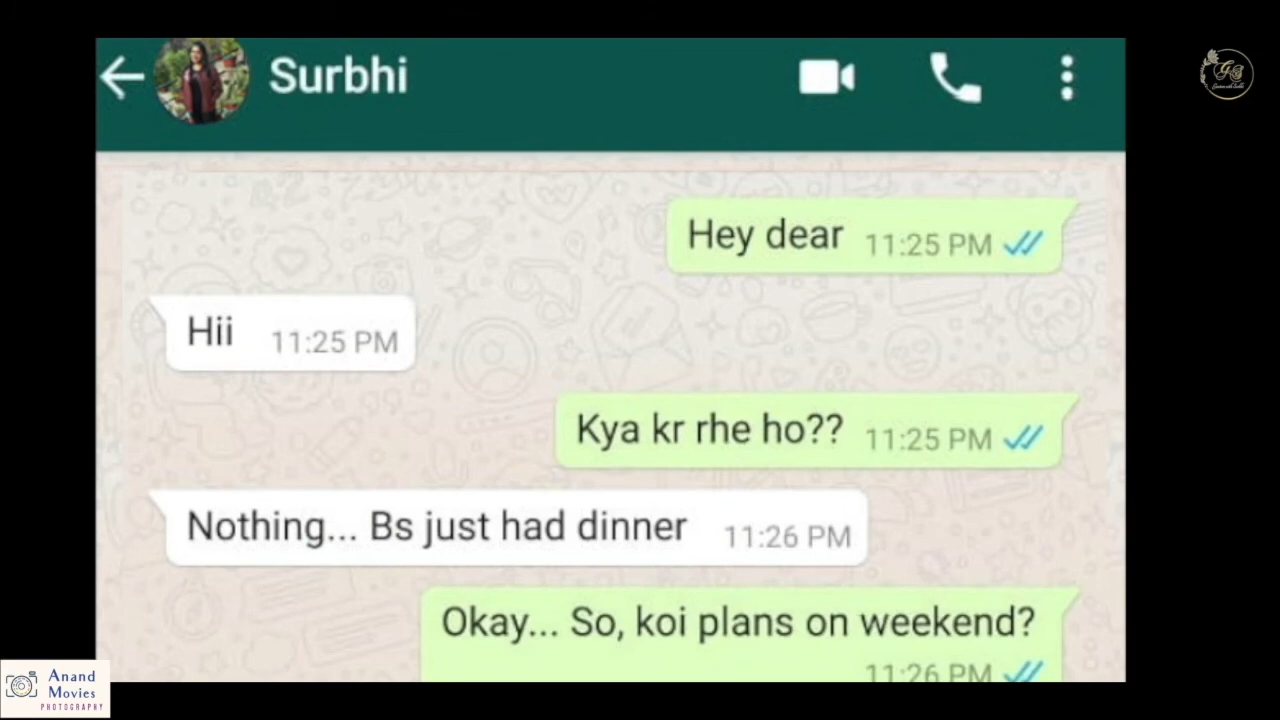 Surbhi
Hey dear 11:25 PM
Hii 11:25 PM
Kya kr rhe ho?? 11:25 PM
Nothing... Bs just had dinner 11:26 PM
Okay... So, koi plans on weekend?
11:26 PM
Anand
Movies
PHOTOGRAPHY